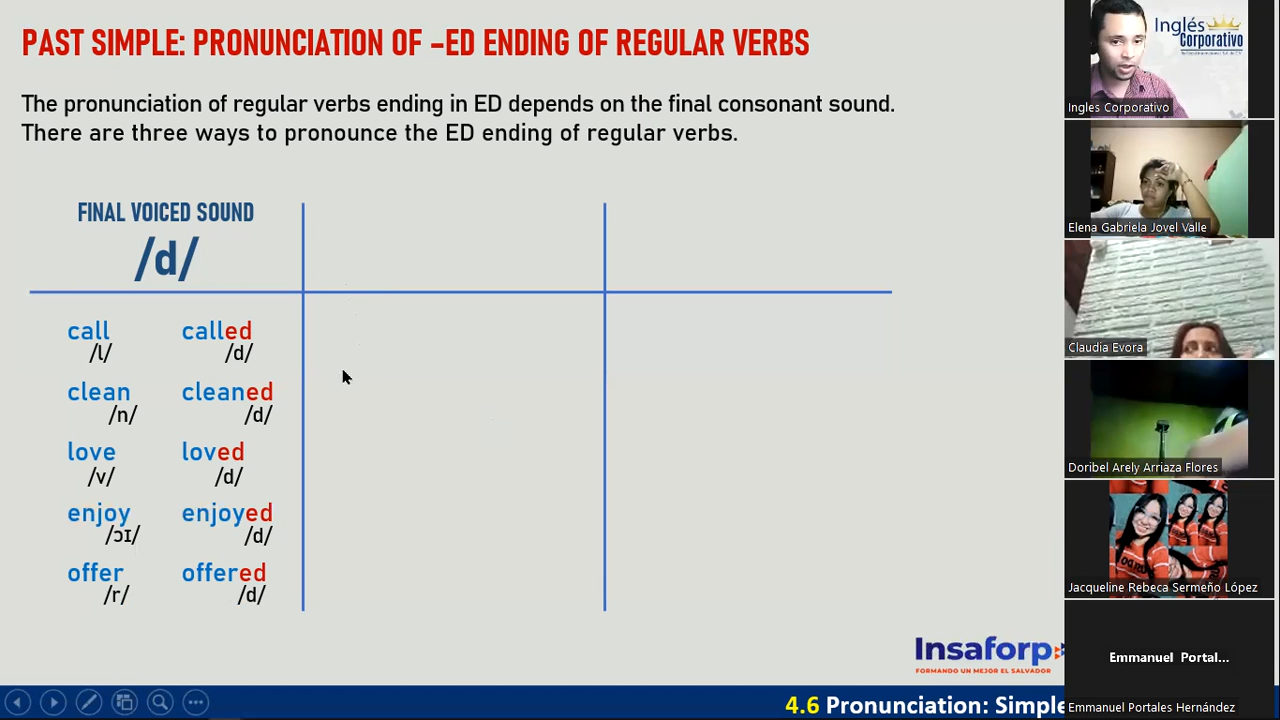 PAST SIMPLE: PRONUNCIATION OF -ED ENDING OF REGULAR VERBS
The pronunciation of regular verbs ending in ED depends on the final consonant sound.
There are three ways to pronounce the ED ending of regular verbs.
FINAL VOICED SOUND
/d/
call called
/l/ /d/
clean cleaned
/n/ /d/
love loved
/v/ /d/
enjoy enjoyed
/ɔɪ/ /d/
offer offered
/r/ /d/
Insaforp
FORMANDO UN MEJOR EL SALVADOR
4.6 Pronunciation: Simple
Inglés
Corporativo
Ingles Corporativo
Elena Gabriela Jovel Valle
Claudia Evora
Doribel Arely Arriaza Flores
Jacqueline Rebeca Sermeño López
Emmanuel Portal...
Emmanuel Portales Hernández